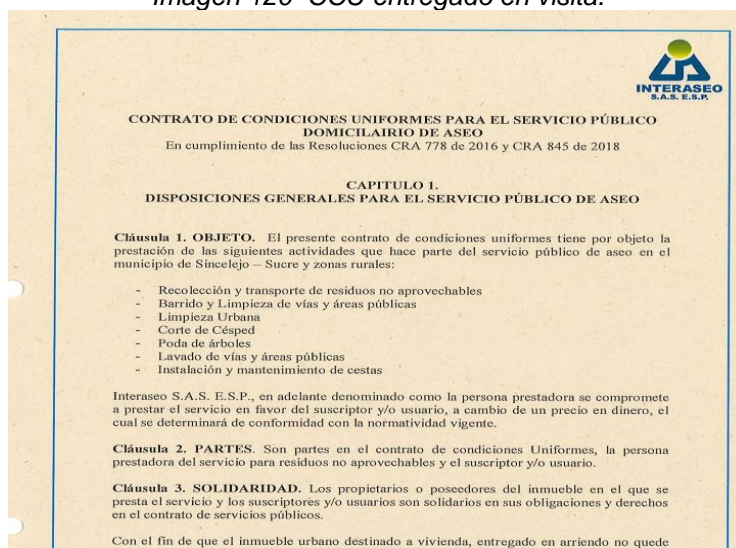 Imagen 120 CCU entregado en visita.
INTERASEO
S.A.S. E.S.P.
CONTRATO DE CONDICIONES UNIFORMES PARA EL SERVICIO PÚBLICO
DOMICILAIRIO DE ASEO
En cumplimiento de las Resoluciones CRA 778 de 2016 y CRA 845 de 2018
CAPITULO 1.
DISPOSICIONES GENERALES PARA EL SERVICIO PÚBLICO DE ASEO
Cláusula 1. OBJETO. El presente contrato de condiciones uniformes tiene por objeto la
prestación de las siguientes actividades que hace parte del servicio público de aseo en el
municipio de Sincelejo – Sucre y zonas rurales:
- Recolección y transporte de residuos no aprovechables
- Barrido y Limpieza de vías y áreas públicas
- Limpieza Urbana
- Corte de Césped
- Poda de árboles
- Lavado de vías y áreas públicas
- Instalación y mantenimiento de cestas
Interaseo S.A.S. E.S.P., en adelante denominado como la persona prestadora se compromete
a prestar el servicio en favor del suscriptor y/o usuario, a cambio de un precio en dinero, el
cual se determinará de conformidad con la normatividad vigente.
Cláusula 2. PARTES. Son partes en el contrato de condiciones Uniformes, la persona
prestadora del servicio para residuos no aprovechables y el suscriptor y/o usuario.
Cláusula 3. SOLIDARIDAD. Los propietarios o poseedores del inmueble en el que se
presta el servicio y los suscriptores y/o usuarios son solidarios en sus obligaciones y derechos
en el contrato de servicios públicos.
Con el fin de que el inmueble urbano destinado a vivienda, entregado en arriendo no quede